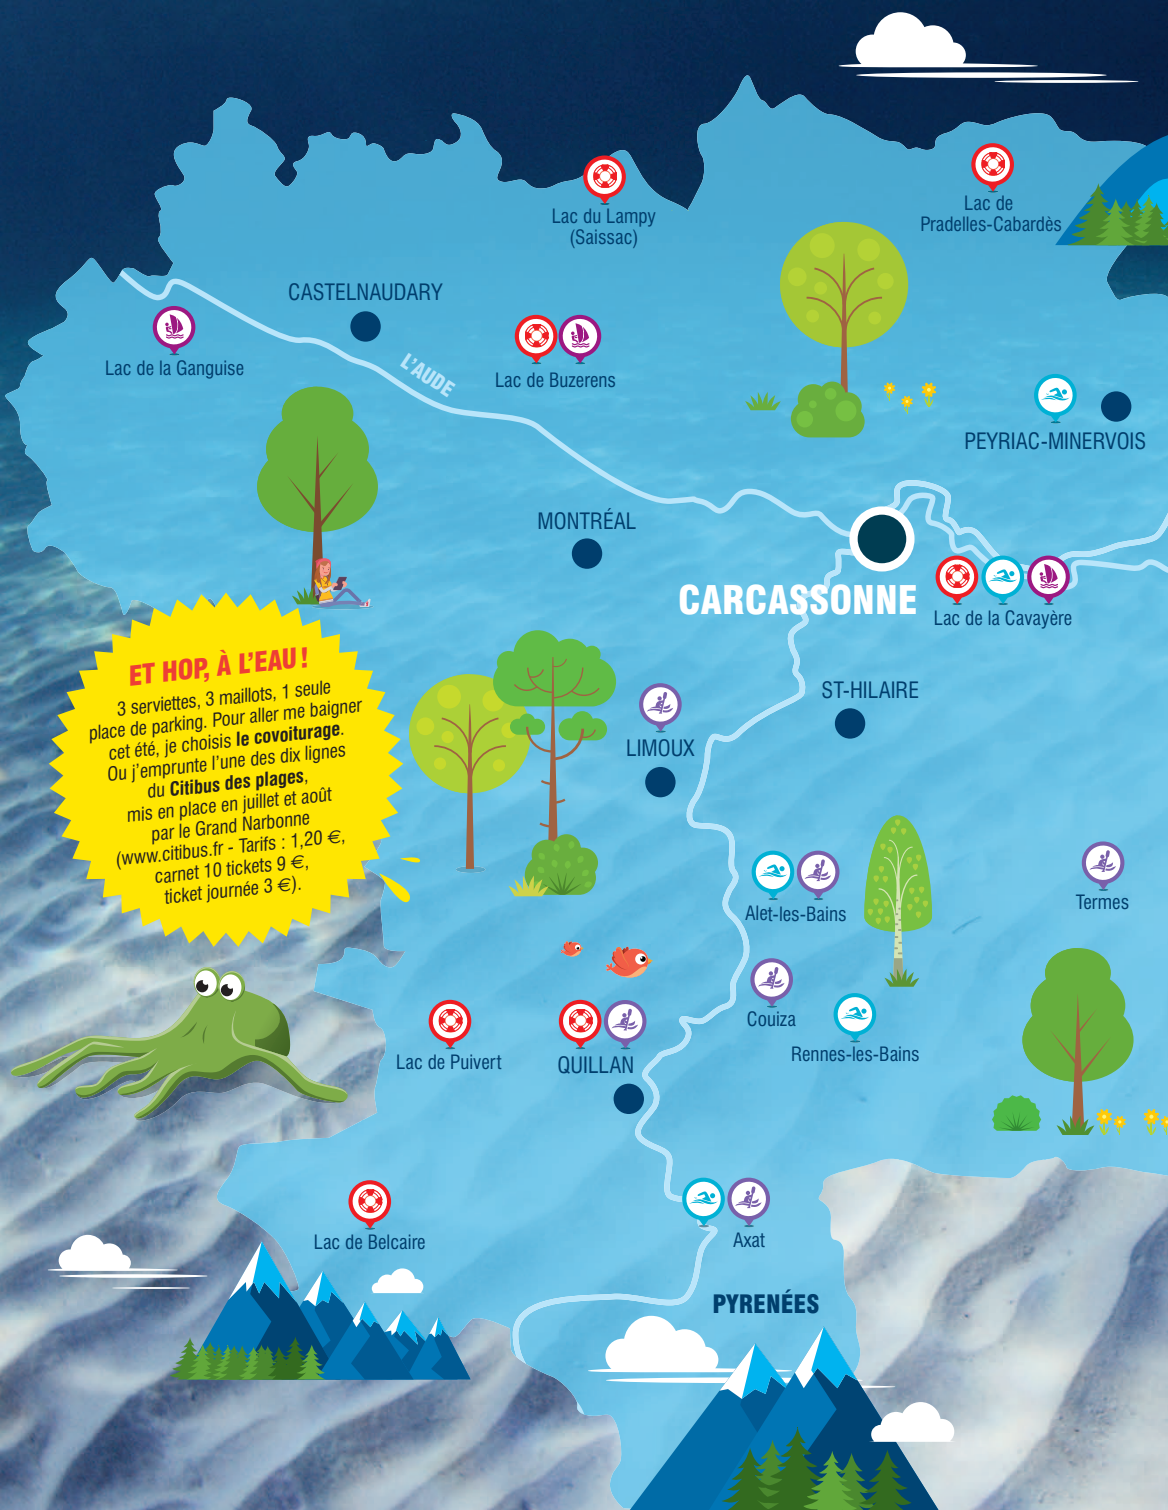 Lac du Lampy
(Saissac)
Lac de
Pradelles-Cabardès
CASTELNAUDARY
Lac de la Ganguise
L'AUDE
Lac de Buzerens
PEYRIAC-MINERVOIS
MONTRÉAL
CARCASSONNE
Lac de la Cavayère
ET HOP, À L'EAU !
3 serviettes, 3 maillots, 1 seule
place de parking. Pour aller me baigner
cet été, je choisis le covoiturage.
Ou j'emprunte l'une des dix lignes
du Citibus des plages,
mis en place en juillet et août
par le Grand Narbonne
(www.citibus.fr - Tarifs : 1,20 €,
carnet 10 tickets 9 €,
ticket journée 3 €).
ST-HILAIRE
LIMOUX
Alet-les-Bains
Termes
Couiza
Rennes-les-Bains
Lac de Puivert
QUILLAN
Lac de Belcaire
Axat
PYRENÉES